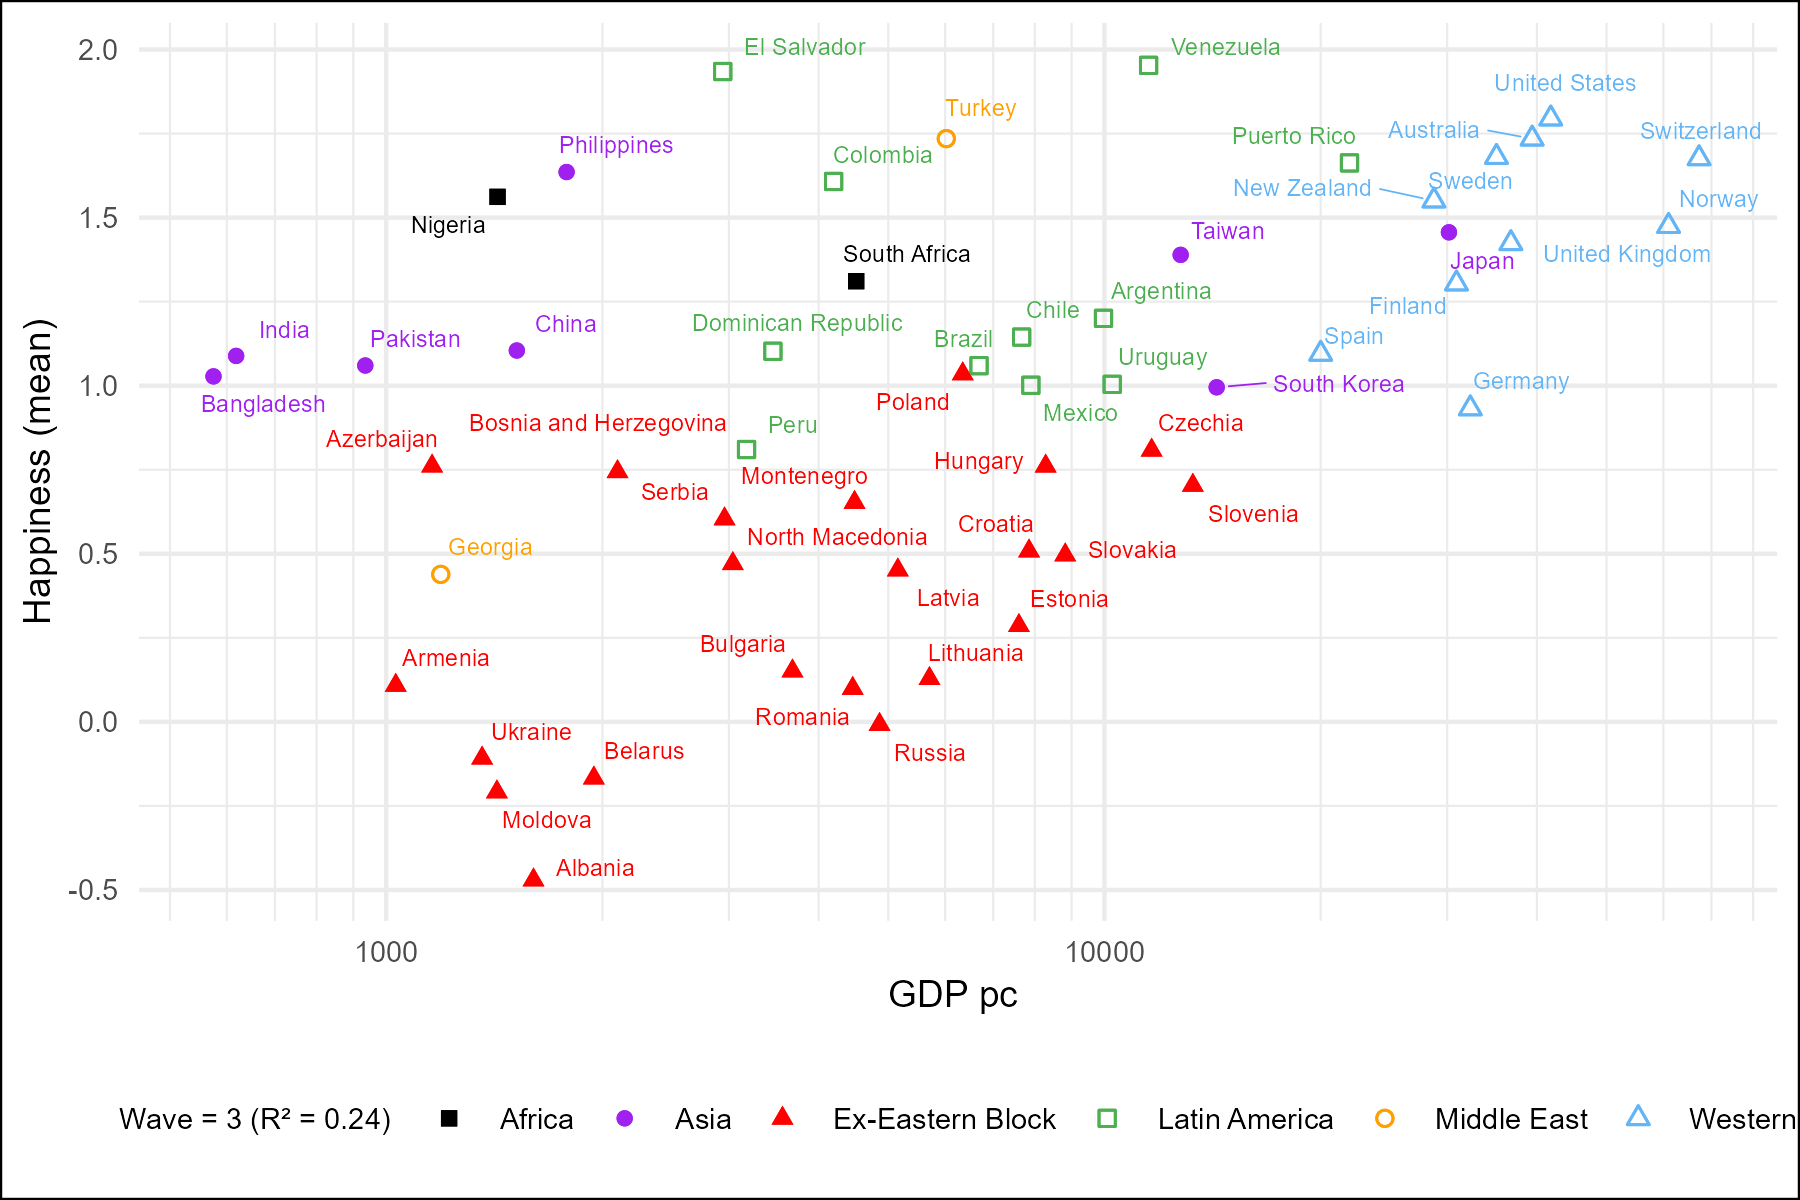 2.0
1.5
1.0
0.5
0.0
-0.5
Happiness (mean)
El Salvador
Venezuela
United States
Turkey
Australia
Switzerland
Puerto Rico
Philippines
Colombia
Sweden
New Zealand
Norway
Nigeria
Taiwan
South Africa
United Kingdom
Japan
Argentina
Finland
Chile
Dominican Republic
China
India
Pakistan
Brazil
Spain
Uruguay
Germany
South Korea
Bangladesh
Poland
Mexico
Bosnia and Herzegovina
Peru
Czechia
Azerbaijan
Hungary
Montenegro
Serbia
Slovenia
Croatia
North Macedonia
Georgia
Slovakia
Latvia
Estonia
Bulgaria
Lithuania
Armenia
Romania
Ukraine
Belarus
Russia
Moldova
Albania
1000
10000
GDP pc
Wave = 3 (R² = 0.24)
Africa
Asia
Ex-Eastern Block
Latin America
Middle East
Western